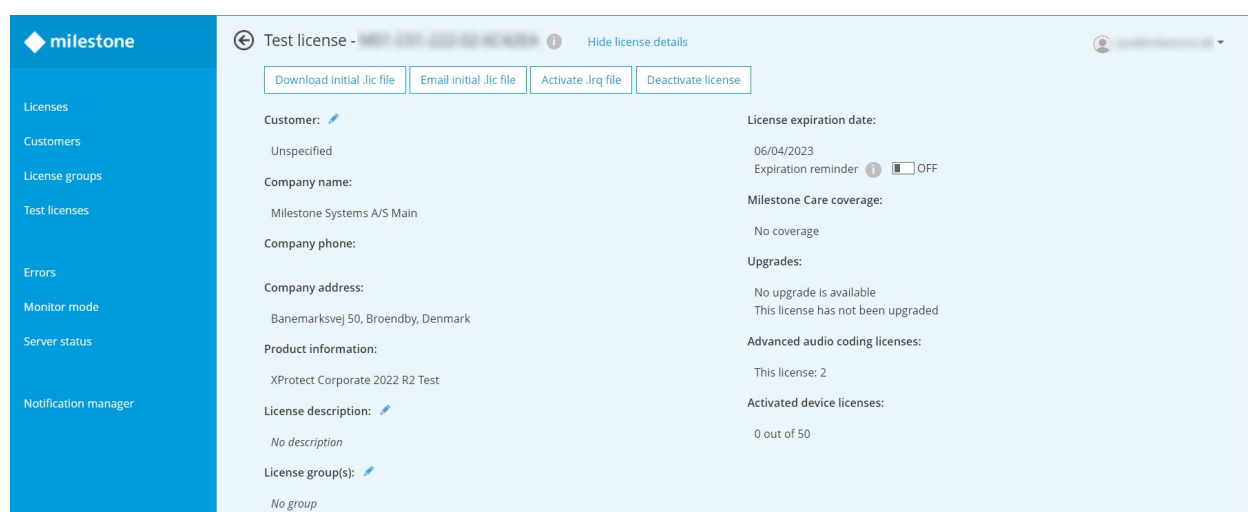 milestone
Licenses
Customers
License groups
Test licenses
Errors
Monitor mode
Server status
Notification manager
Test license -
Hide license details
Download initial .lic file
Email initial .lic file
Activate .lrq file
Deactivate license
Customer:
Unspecified
Company name:
Milestone Systems A/S Main
Company phone:
Company address:
Banemarksvej 50, Broendby, Denmark
Product information:
XProtect Corporate 2022 R2 Test
License description:
No description
License group(s):
No group
License expiration date:
06/04/2023
Expiration reminder OFF
Milestone Care coverage:
No coverage
Upgrades:
No upgrade is available
This license has not been upgraded
Advanced audio coding licenses:
This license: 2
Activated device licenses:
0 out of 50